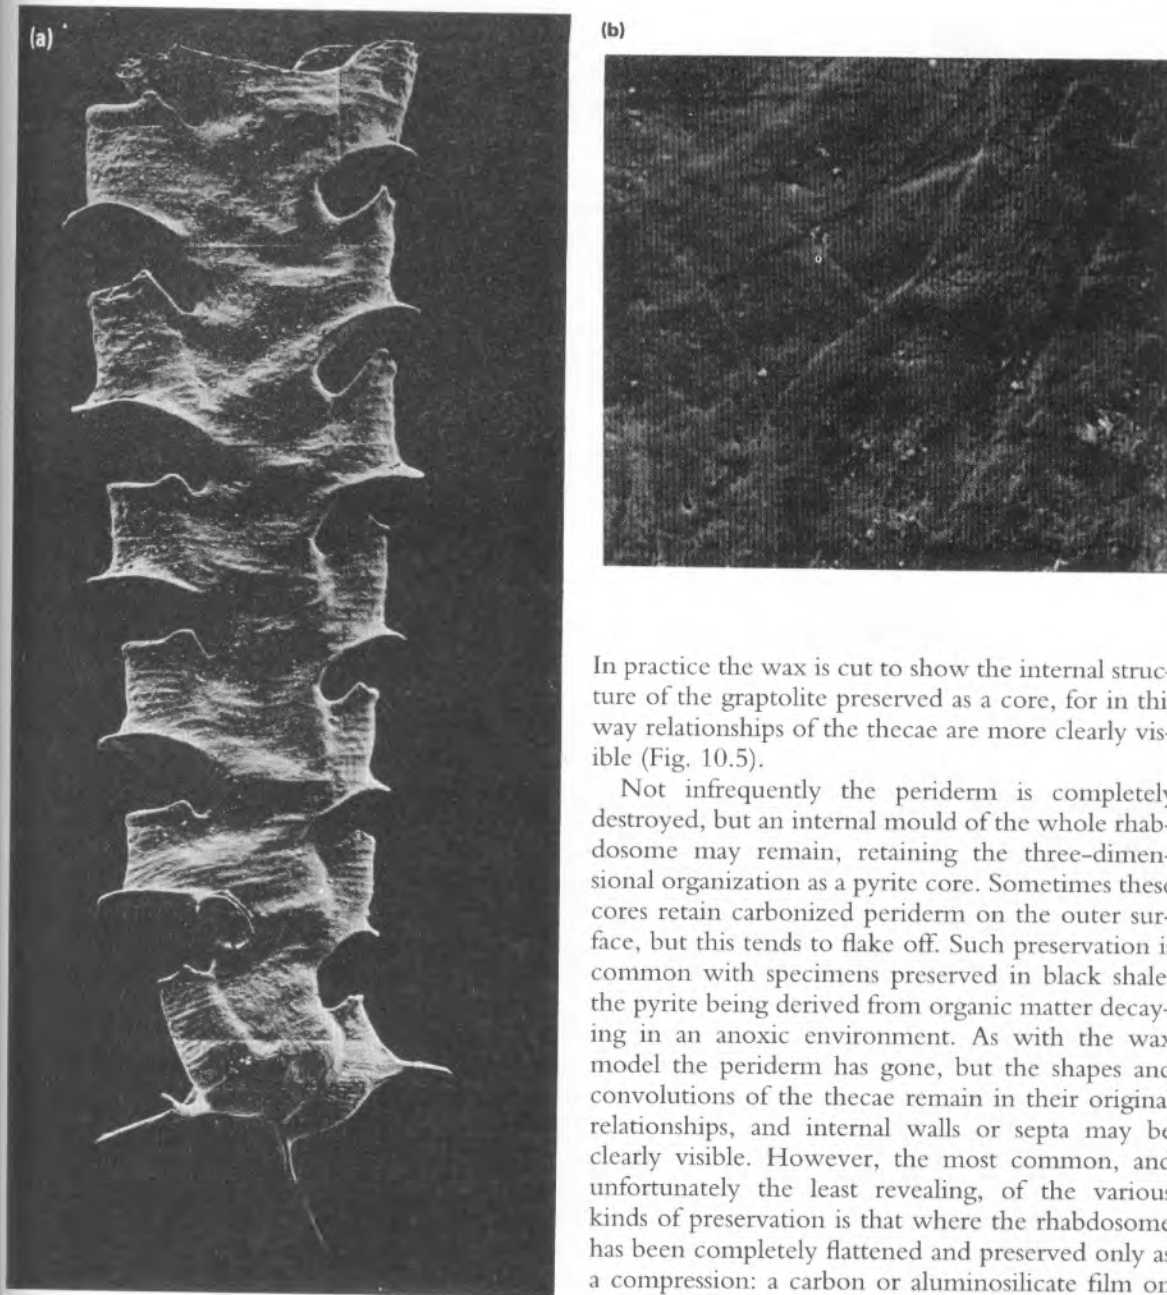 (a)
(b)
In practice the wax is cut to show the internal struc-
ture of the graptolite preserved as a core, for in thi
way relationships of the thecae are more clearly vis-
ible (Fig. 10.5).
Not infrequently the periderm is completely
destroyed, but an internal mould of the whole rhab-
dosome may remain, retaining the three-dimen-
sional organization as a pyrite core. Sometimes these
cores retain carbonized periderm on the outer sur-
face, but this tends to flake off. Such preservation i
common with specimens preserved in black shale
the pyrite being derived from organic matter decay-
ing in an anoxic environment. As with the wax
model the periderm has gone, but the shapes and
convolutions of the thecae remain in their origina
relationships, and internal walls or septa may be
clearly visible. However, the most common, and
unfortunately the least revealing, of the various
kinds of preservation is that where the rhabdosome
has been completely flattened and preserved only as
a compression: a carbon or aluminosilicate film on